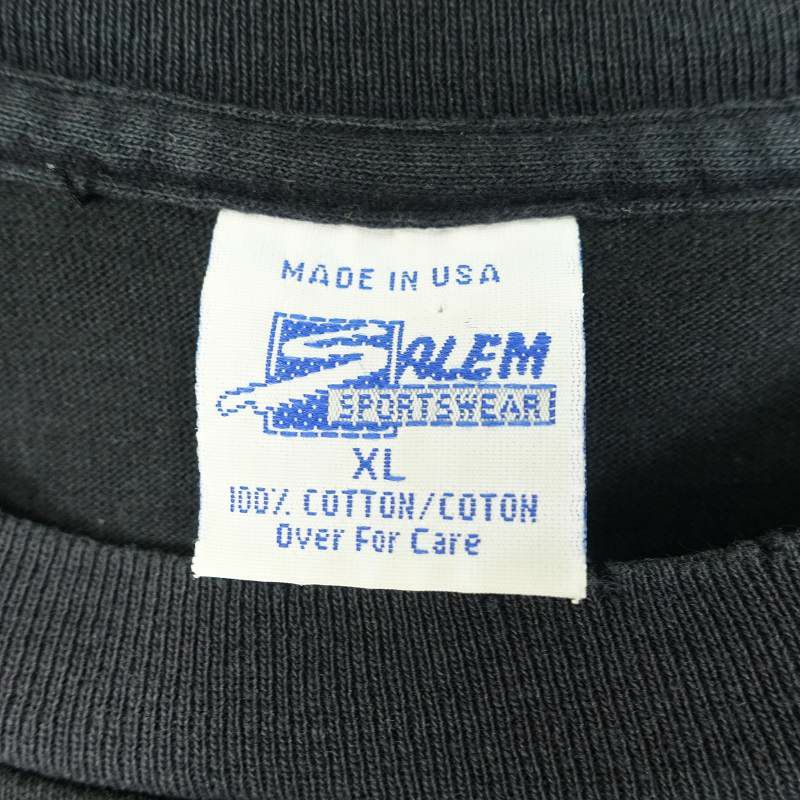 MADE IN USA
SALEM
SPORTSWEAR
XL
100% COTTON/COTON
Over For Care